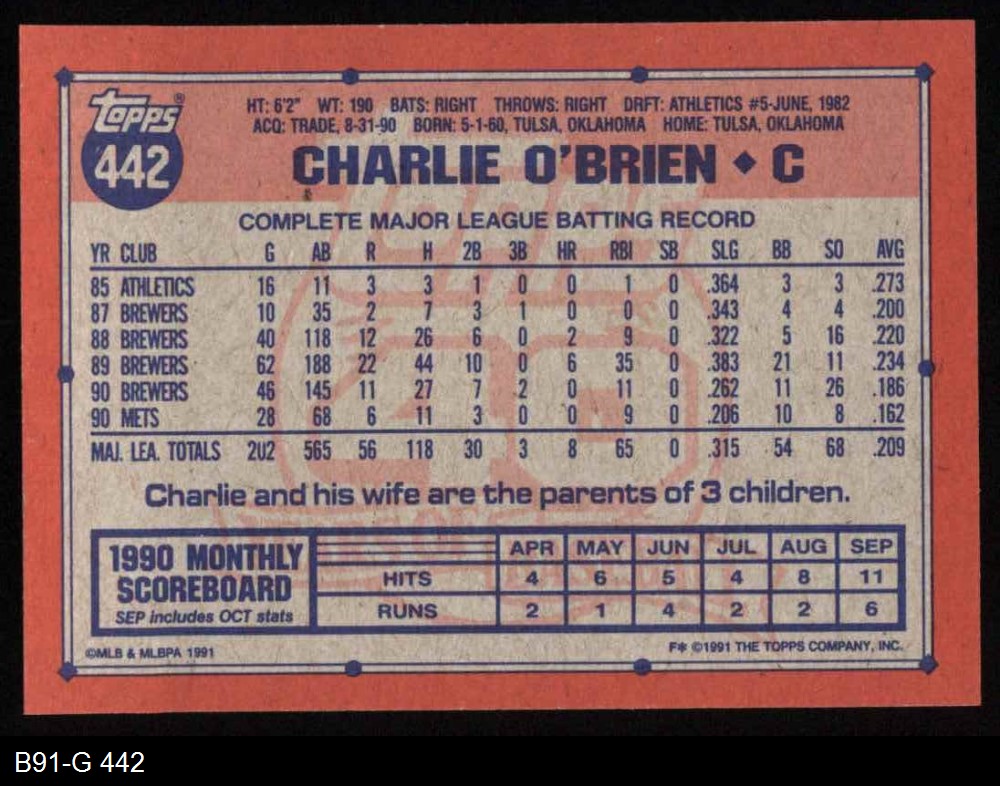 Topps®
442
HT: 6'2" WT: 190 BATS: RIGHT THROWS: RIGHT DRFT: ATHLETICS #5-JUNE, 1982
ACQ: TRADE, 8-31-90 BORN: 5-1-60, TULSA, OKLAHOMA HOME: TULSA, OKLAHOMA
CHARLIE O'BRIEN ◆ C
COMPLETE MAJOR LEAGUE BATTING RECORD
YR CLUB G AB R H 2B 3B HR RBI SB SLG BB SO AVG
85 ATHLETICS 16 11 3 3 1 0 0 1 0 .364 3 3 .273
87 BREWERS 10 35 2 7 3 1 0 0 0 .343 4 4 .200
88 BREWERS 40 118 12 26 6 0 2 9 0 .322 5 16 .220
89 BREWERS 62 188 22 44 10 0 6 35 0 .383 21 11 .234
90 BREWERS 46 145 11 27 7 2 0 11 0 .262 11 26 .186
90 METS 28 68 6 11 3 0 0 9 0 .206 10 8 .162
MAJ. LEA. TOTALS 202 565 56 118 30 3 8 65 0 .315 54 68 .209
Charlie and his wife are the parents of 3 children.
1990 MONTHLY SCOREBOARD
SEP includes OCT stats
APR MAY JUN JUL AUG SEP
HITS 4 6 5 4 8 11
RUNS 2 1 4 2 2 6
©MLB & MLBPA 1991
F* ©1991 THE TOPPS COMPANY, INC.
B91-G 442